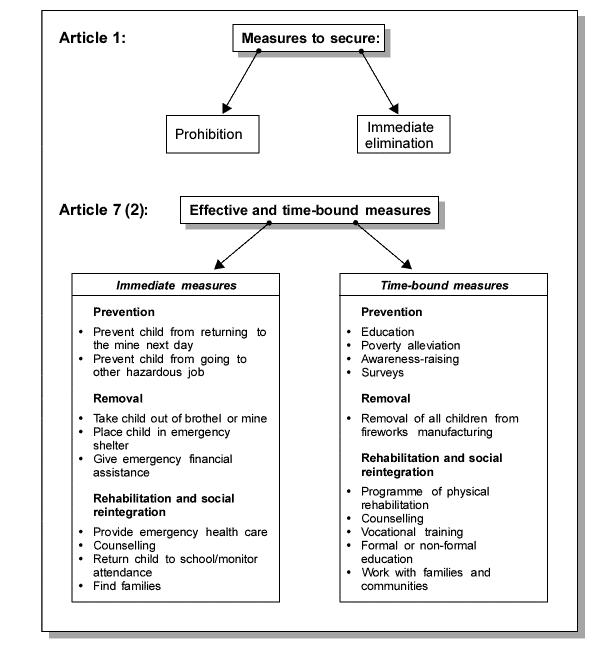 Article 1:
Measures to secure:
Prohibition
Immediate
elimination
Article 7 (2):
Effective and time-bound measures
Immediate measures
Prevention
• Prevent child from returning to
the mine next day
• Prevent child from going to
other hazardous job
Removal
• Take child out of brothel or mine
• Place child in emergency
shelter
• Give emergency financial
assistance
Rehabilitation and social
reintegration
• Provide emergency health care
• Counselling
• Return child to school/monitor
attendance
• Find families
Time-bound measures
Prevention
• Education
• Poverty alleviation
• Awareness-raising
• Surveys
Removal
• Removal of all children from
fireworks manufacturing
Rehabilitation and social
reintegration
• Programme of physical
rehabilitation
• Counselling
• Vocational training
• Formal or non-formal
education
• Work with families and
communities